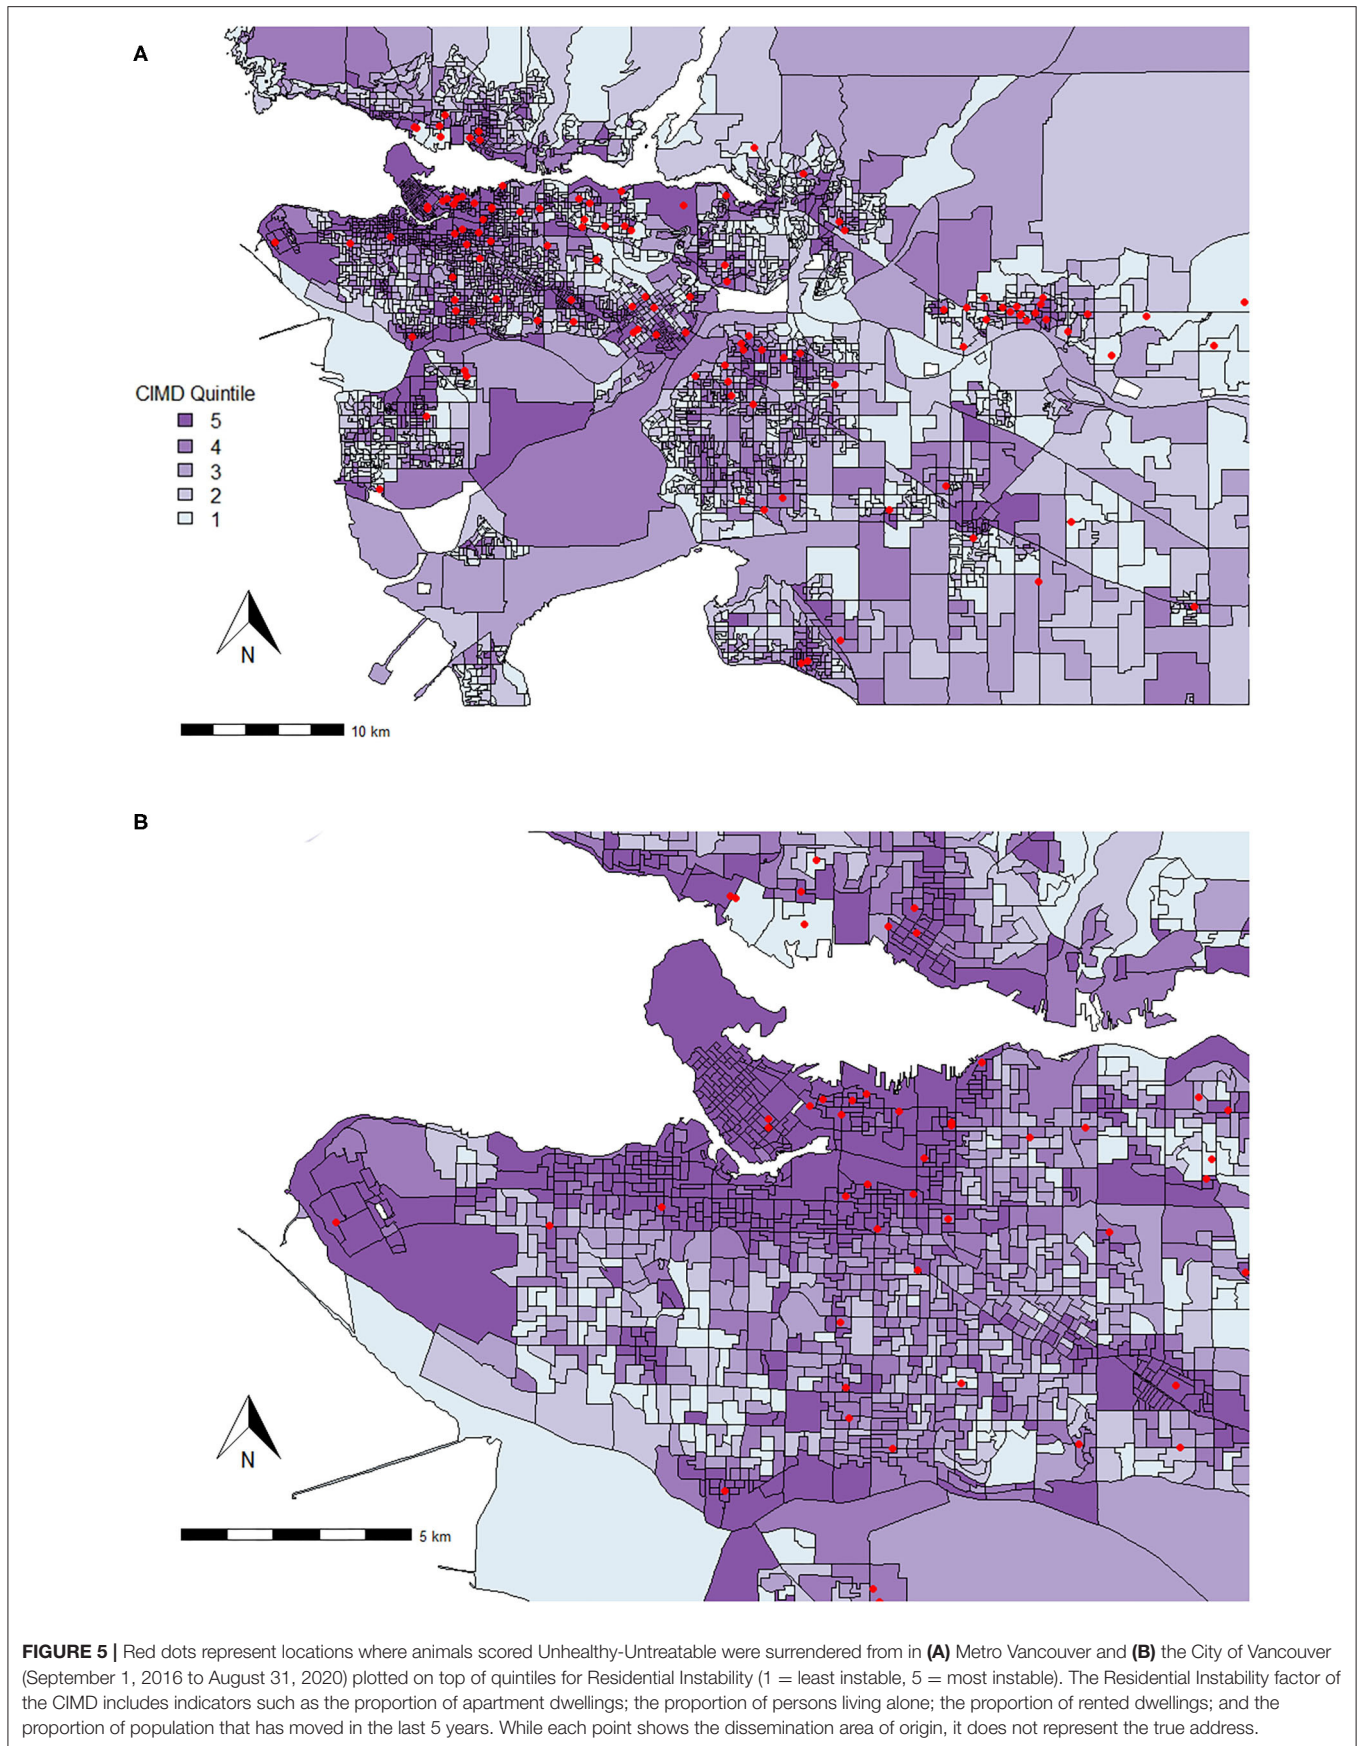 A
CIMD Quintile
5
4
3
2
1
N
10 km
B
N
5 km
FIGURE 5 | Red dots represent locations where animals scored Unhealthy-Untreatable were surrendered from in (A) Metro Vancouver and (B) the City of Vancouver
(September 1, 2016 to August 31, 2020) plotted on top of quintiles for Residential Instability (1 = least instable, 5 = most instable). The Residential Instability factor of
the CIMD includes indicators such as the proportion of apartment dwellings; the proportion of persons living alone; the proportion of rented dwellings; and the
proportion of population that has moved in the last 5 years. While each point shows the dissemination area of origin, it does not represent the true address.